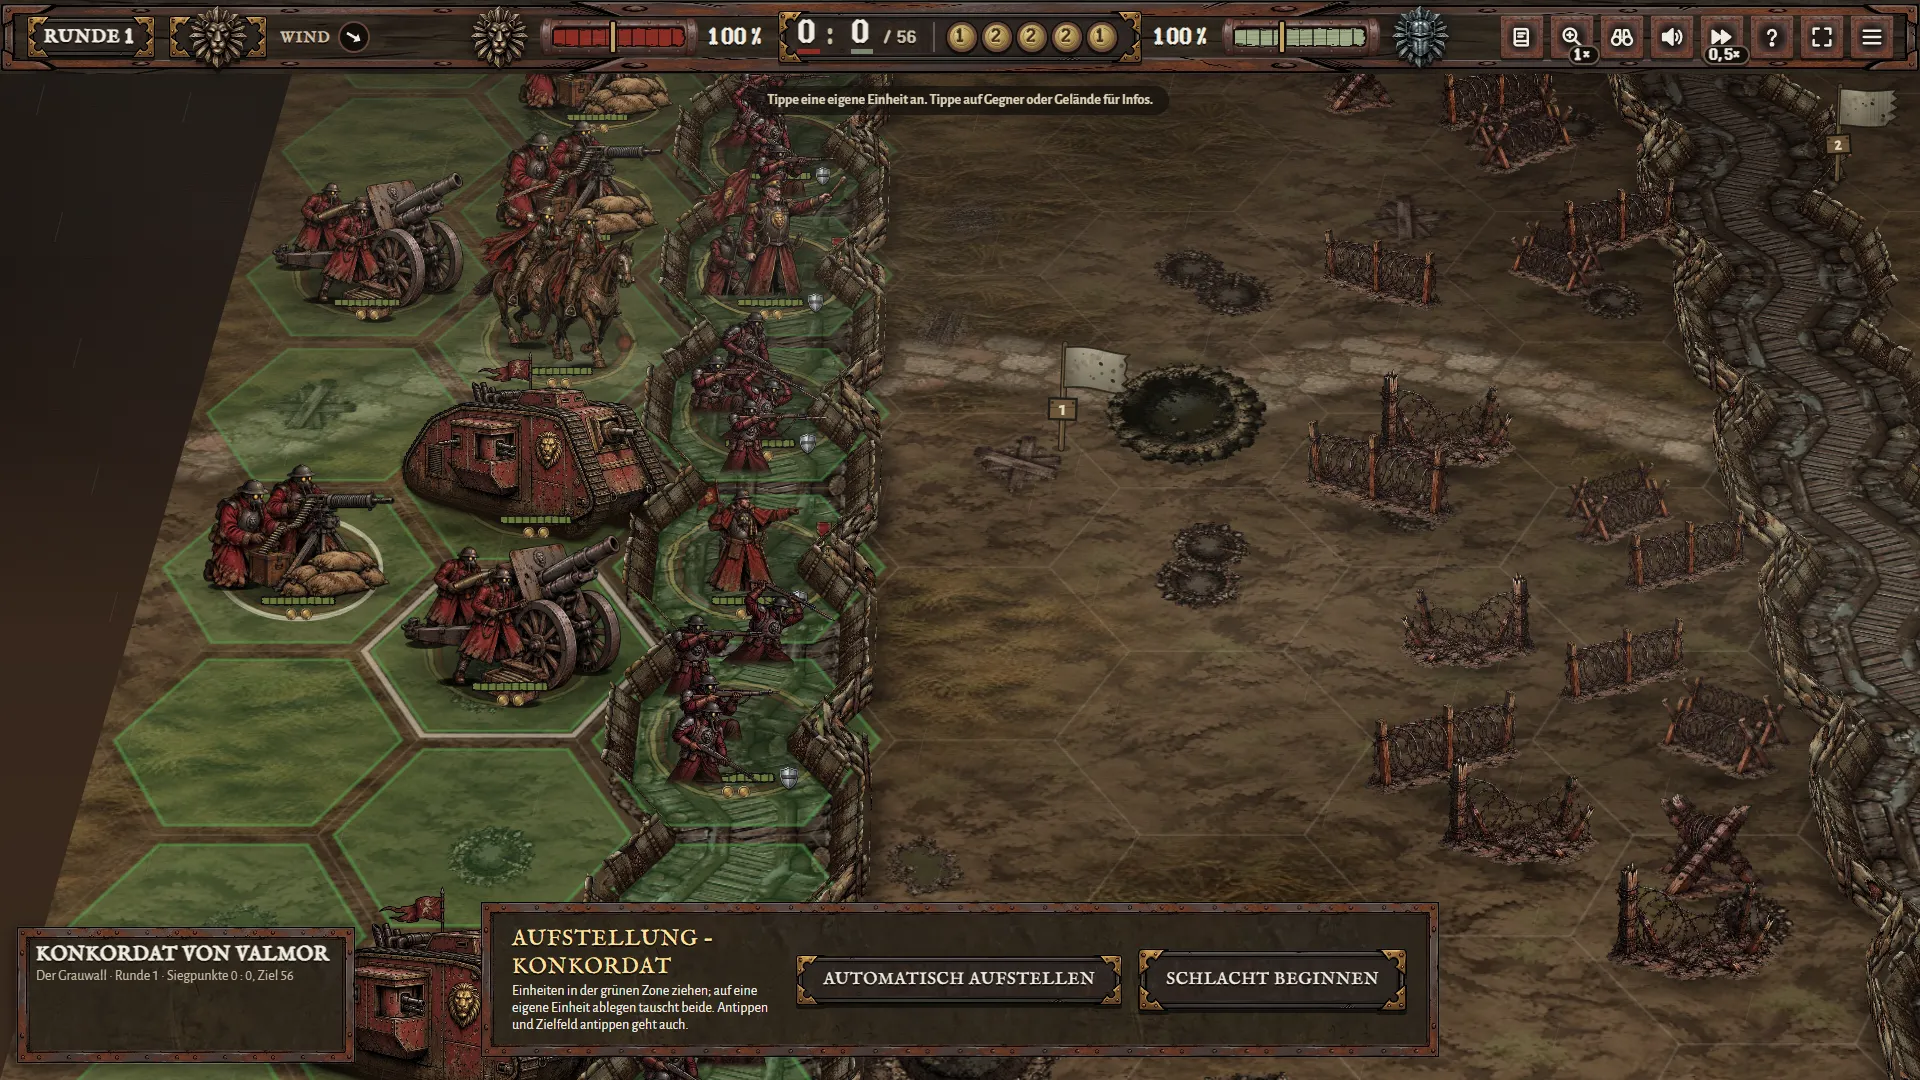 RUNDE 1
WIND
100%
0 : 0 / 56
1 2 2 2 1
100%
1×
0,5×
?
Tippe eine eigene Einheit an. Tippe auf Gegner oder Gelände für Infos.
2
1
KONKORDAT VON VALMOR
Der Grauwall · Runde 1 · Siegpunkte 0 : 0, Ziel 56
AUFSTELLUNG -
KONKORDAT
Einheiten in der grünen Zone ziehen; auf eine
eigene Einheit ablegen tauscht beide. Antippen
und Zielfeld antippen geht auch.
AUTOMATISCH AUFSTELLEN
SCHLACHT BEGINNEN